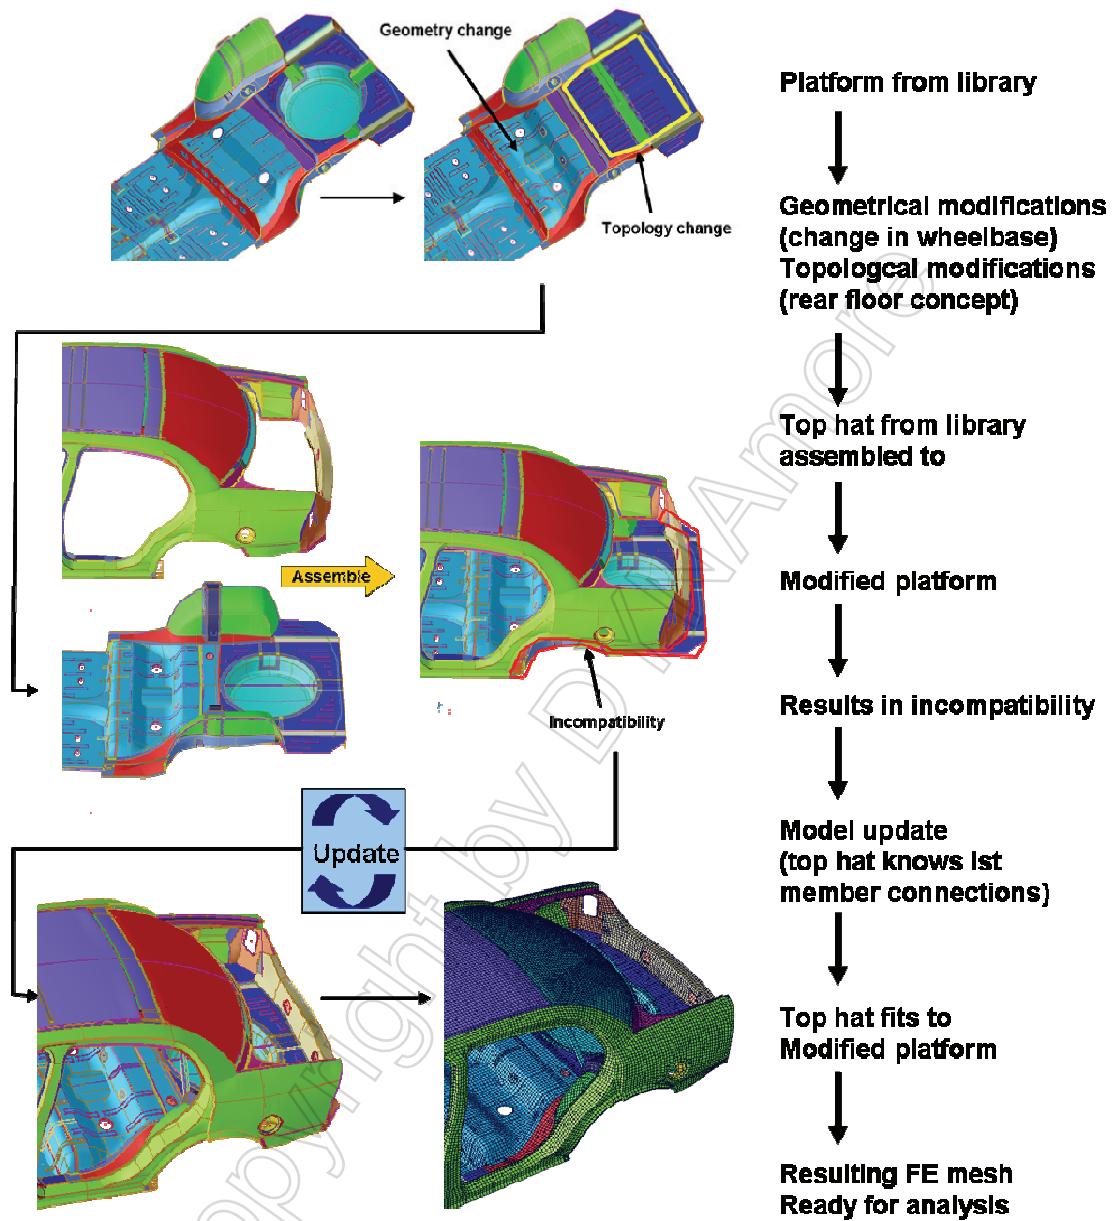 Geometry change
Topology change
Platform from library
Geometrical modifications
(change in wheelbase)
Topologcal modifications
(rear floor concept)
Top hat from library
assembled to
Assemble
Modified platform
Incompatibility
Results in incompatibility
Update
Model update
(top hat knows Ist
member connections)
Top hat fits to
Modified platform
Resulting FE mesh
Ready for analysis
Copyright by DYNAmore